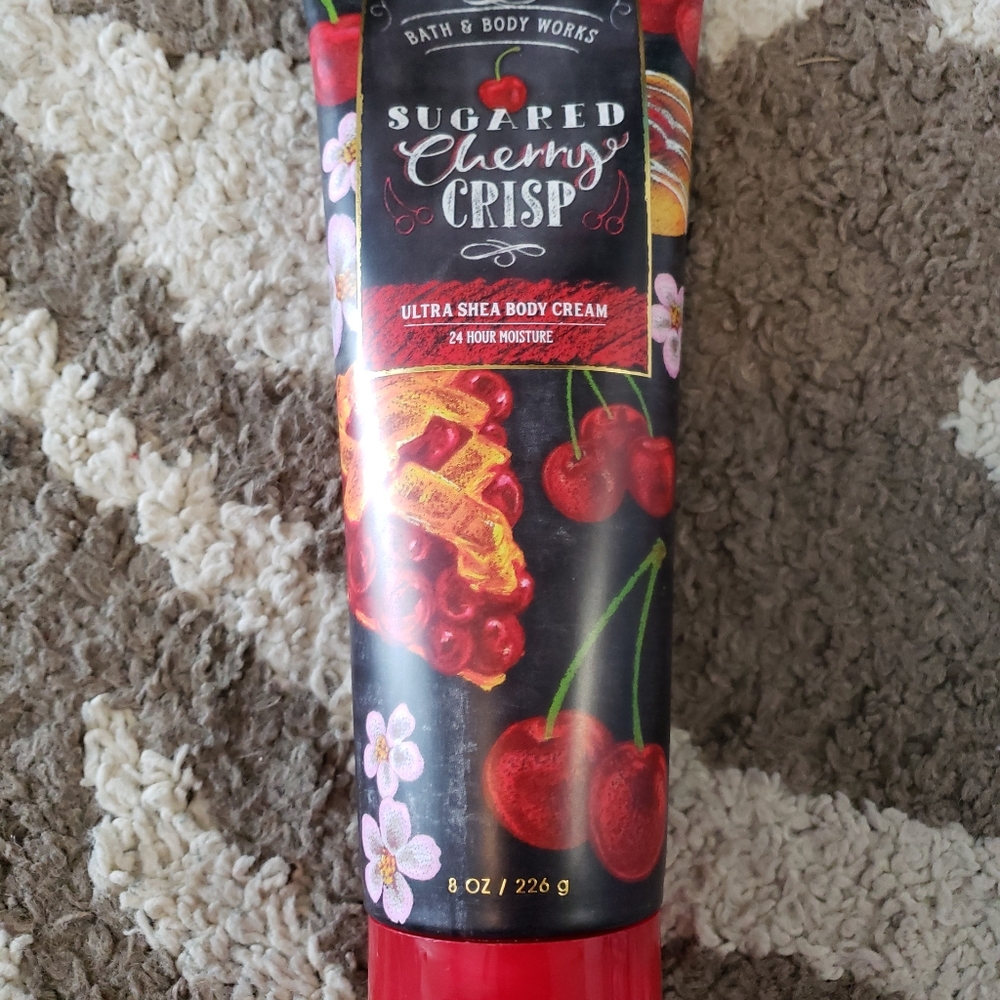 BATH & BODY WORKS
SUGARED
Cherry
CRISP
ULTRA SHEA BODY CREAM
24 HOUR MOISTURE
8 OZ / 226 g